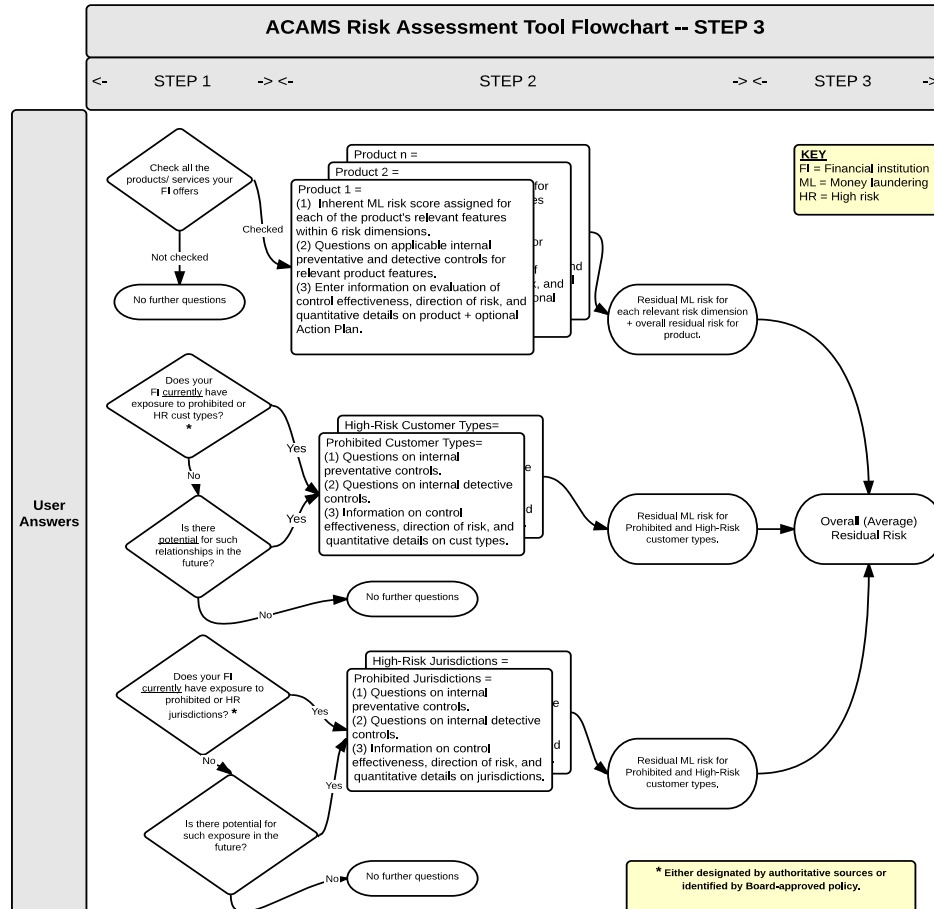 ACAMS Risk Assessment Tool Flowchart -- STEP 3
<- STEP 1 -> <- STEP 2 -> <- STEP 3 ->
User
Answers
Check all the
products/ services your
FI offers
Checked
Not checked
No further questions
Product n =
Product 2 =
for
es
or
f
nd
k, and
l
onal
Product 1 =
(1) Inherent ML risk score assigned for
each of the product's relevant features
within 6 risk dimensions.
(2) Questions on applicable internal
preventative and detective controls for
relevant product features.
(3) Enter information on evaluation of
control effectiveness, direction of risk, and
quantitative details on product + optional
Action Plan.
Residual ML risk for
each relevant risk dimension
+ overall residual risk for
product.
KEY
FI = Financial institution
ML = Money laundering
HR = High risk
Does your
FI currently have
exposure to prohibited or
HR cust types?
*
Yes
No
Is there
potential for such
relationships in the
future?
Yes
No
No further questions
High-Risk Customer Types=
e
d
Prohibited Customer Types=
(1) Questions on internal
preventative controls.
(2) Questions on internal detective
controls.
(3) Information on control
effectiveness, direction of risk, and
quantitative details on cust types.
Residual ML risk for
Prohibited and High-Risk
customer types.
Overall (Average)
Residual Risk
Does your FI
currently have exposure to
prohibited or HR
jurisdictions? *
Yes
No
Is there potential for
such exposure in the
future?
Yes
No
No further questions
High-Risk Jurisdictions =
e
d
Prohibited Jurisdictions =
(1) Questions on internal
preventative controls.
(2) Questions on internal detective
controls.
(3) Information on control
effectiveness, direction of risk, and
quantitative details on jurisdictions.
Residual ML risk for
Prohibited and High-Risk
customer types.
* Either designated by authoritative sources or
identified by Board-approved policy.